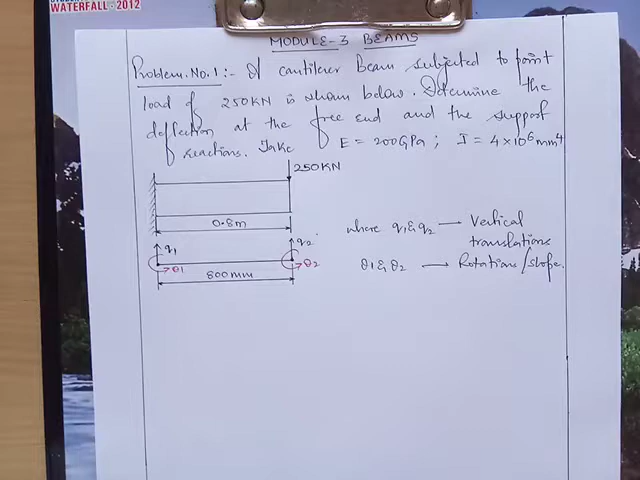 WATERFALL - 2012
MODULE-3 BEAMS
Problem.No.1:- A cantilever Beam subjected to point
load of 250KN is shown below. Determine the
deflection at the free end and the support
reactions. Take E = 200GPa ; I = 4×10⁶mm⁴
250KN
0.8m
q1
q2
θ1
θ2
800mm
where q1 & q2 — Vertical
translations
θ1 & θ2 — Rotations/slope.